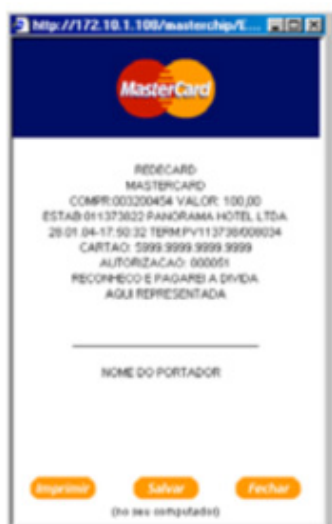 http://172.10.1.100/masterchip/E...
MasterCard
REDECARD
MASTERCARD
COMPR:003200454 VALOR: 100,00
ESTAB:011373822 PANORAMA HOTEL LTDA
28.01.04-17:50:32 TERM:PV113738/008034
CARTAO: 5999.9999.9999.9999
AUTORIZACAO: 000051
RECONHECO E PAGAREI A DIVIDA
AQUI REPRESENTADA
NOME DO PORTADOR
Imprimir Salvar Fechar
(no seu computador)